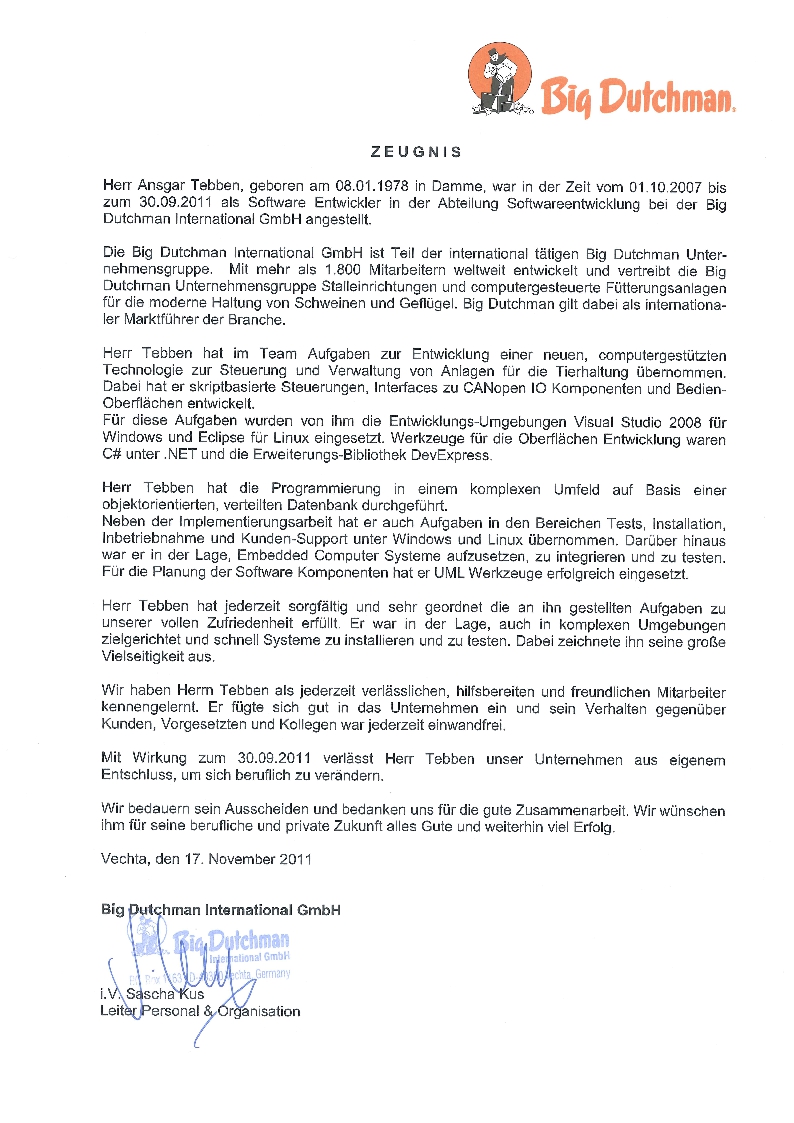 Big Dutchman.
ZEUGNIS
Herr Ansgar Tebben, geboren am 08.01.1978 in Damme, war in der Zeit vom 01.10.2007 bis
zum 30.09.2011 als Software Entwickler in der Abteilung Softwareentwicklung bei der Big
Dutchman International GmbH angestellt.
Die Big Dutchman International GmbH ist Teil der international tätigen Big Dutchman Unter-
nehmensgruppe. Mit mehr als 1.800 Mitarbeitern weltweit entwickelt und vertreibt die Big
Dutchman Unternehmensgruppe Stalleinrichtungen und computergesteuerte Fütterungsanlagen
für die moderne Haltung von Schweinen und Geflügel. Big Dutchman gilt dabei als internationa-
ler Marktführer der Branche.
Herr Tebben hat im Team Aufgaben zur Entwicklung einer neuen, computergestützten
Technologie zur Steuerung und Verwaltung von Anlagen für die Tierhaltung übernommen.
Dabei hat er skriptbasierte Steuerungen, Interfaces zu CANopen IO Komponenten und Bedien-
Oberflächen entwickelt.
Für diese Aufgaben wurden von ihm die Entwicklungs-Umgebungen Visual Studio 2008 für
Windows und Eclipse für Linux eingesetzt. Werkzeuge für die Oberflächen Entwicklung waren
C# unter .NET und die Erweiterungs-Bibliothek DevExpress.
Herr Tebben hat die Programmierung in einem komplexen Umfeld auf Basis einer
objektorientierten, verteilten Datenbank durchgeführt.
Neben der Implementierungsarbeit hat er auch Aufgaben in den Bereichen Tests, Installation,
Inbetriebnahme und Kunden-Support unter Windows und Linux übernommen. Darüber hinaus
war er in der Lage, Embedded Computer Systeme aufzusetzen, zu integrieren und zu testen.
Für die Planung der Software Komponenten hat er UML Werkzeuge erfolgreich eingesetzt.
Herr Tebben hat jederzeit sorgfältig und sehr geordnet die an ihn gestellten Aufgaben zu
unserer vollen Zufriedenheit erfüllt. Er war in der Lage, auch in komplexen Umgebungen
zielgerichtet und schnell Systeme zu installieren und zu testen. Dabei zeichnete ihn seine große
Vielseitigkeit aus.
Wir haben Herrn Tebben als jederzeit verlässlichen, hilfsbereiten und freundlichen Mitarbeiter
kennengelernt. Er fügte sich gut in das Unternehmen ein und sein Verhalten gegenüber
Kunden, Vorgesetzten und Kollegen war jederzeit einwandfrei.
Mit Wirkung zum 30.09.2011 verlässt Herr Tebben unser Unternehmen aus eigenem
Entschluss, um sich beruflich zu verändern.
Wir bedauern sein Ausscheiden und bedanken uns für die gute Zusammenarbeit. Wir wünschen
ihm für seine berufliche und private Zukunft alles Gute und weiterhin viel Erfolg.
Vechta, den 17. November 2011
Big Dutchman International GmbH
Big Dutchman
International GmbH
Germany
i.V. Sascha Kus
Leiter Personal & Organisation